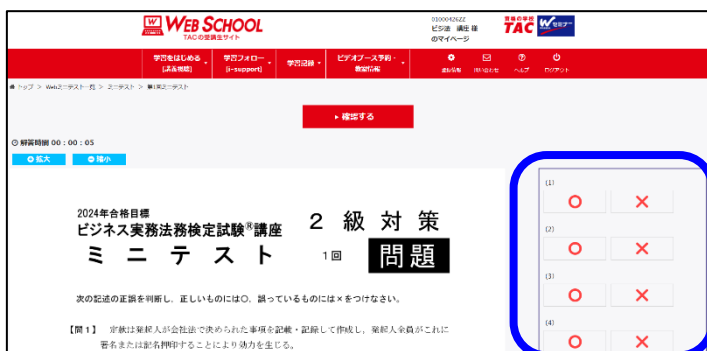 WEB SCHOOL
TACの受講生サイト
ビジ法 講座 様
のマイページ
資格の学校
TAC Wセミナー
学習をはじめる
[講義視聴]
学習フォロー
[i-support]
学習記録
ビデオブース予約・
教室情報
登録情報 問い合わせ ヘルプ ログアウト
トップ > Webミニテスト一覧 > ミニテスト > 第1回ミニテスト
▸ 確認する
解答時間 00:00:05
拡大 縮小
2024年合格目標
ビジネス実務法務検定試験®講座 2級対策
ミニテスト 1回 問題
次の記述の正誤を判断し、正しいものには○、誤っているものには×をつけなさい。
【問1】 定款は発起人が会社法で決められた事項を記載・記録して作成し、発起人全員がこれに
署名または記名押印することにより効力を生じる。
(1)
○ ×
(2)
○ ×
(3)
○ ×
(4)
○ ×